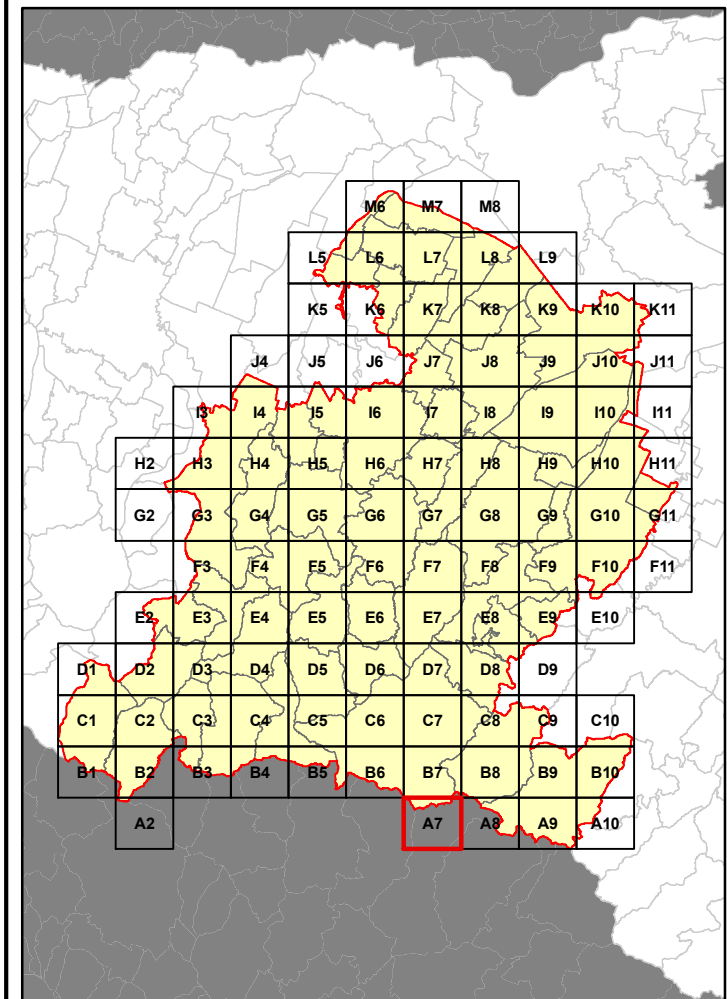 M6 M7 M8
L5 L6 L7 L8 L9
K5 K6 K7 K8 K9 K10 K11
J4 J5 J6 J7 J8 J9 J10 J11
I3 I4 I5 I6 I7 I8 I9 I10 I11
H2 H3 H4 H5 H6 H7 H8 H9 H10 H11
G2 G3 G4 G5 G6 G7 G8 G9 G10 G11
F3 F4 F5 F6 F7 F8 F9 F10 F11
E2 E3 E4 E5 E6 E7 E8 E9 E10
D1 D2 D3 D4 D5 D6 D7 D8 D9
C1 C2 C3 C4 C5 C6 C7 C8 C9 C10
B1 B2 B3 B4 B5 B6 B7 B8 B9 B10
A2 A7 A8 A9 A10